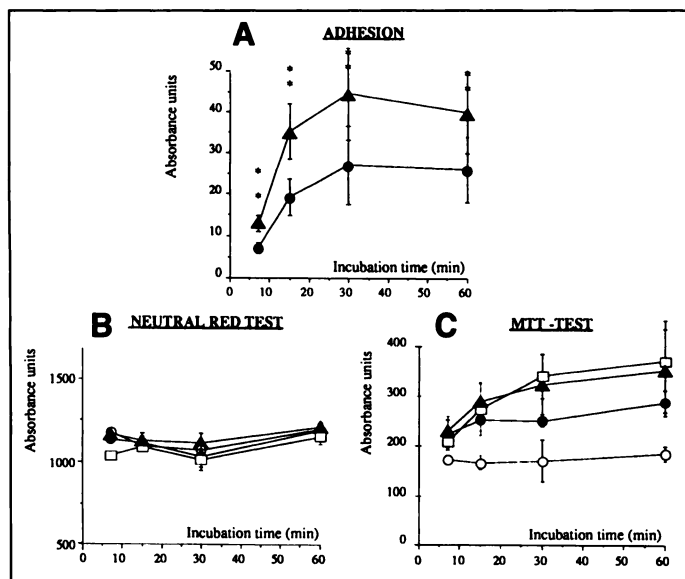 A
ADHESION
Absorbance units
50
40
30
20
10
0
* * * * * * * *
Incubation time (min)
0 10 20 30 40 50 60
B
NEUTRAL RED TEST
Absorbance units
1500
1000
500
Incubation time (min)
0 10 20 30 40 50 60
C
MTT -TEST
Absorbance units
400
300
200
100
0
Incubation time (min)
0 10 20 30 40 50 60